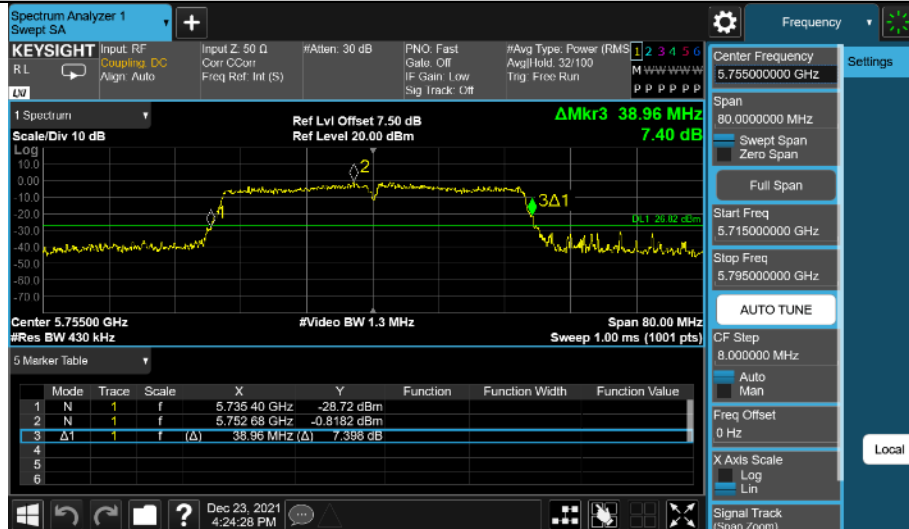 Spectrum Analyzer 1
Swept SA
+
Frequency
KEYSIGHT
RL
LXI
Input: RF
Coupling: DC
Align: Auto
Input Z: 50 Ω
Corr CCorr
Freq Ref: Int (S)
#Atten: 30 dB
PNO: Fast
Gate: Off
IF Gain: Low
Sig Track: Off
#Avg Type: Power (RMS
Avg|Hold: 32/100
Trig: Free Run
1 2 3 4 5 6
M W W W W W
P P P P P P
1 Spectrum
Scale/Div 10 dB
Ref Lvl Offset 7.50 dB
Ref Level 20.00 dBm
ΔMkr3 38.96 MHz
7.40 dB
Log
10.0
0.00
-10.0
-20.0
-30.0
-40.0
-50.0
-60.0
-70.0
2
1
3Δ1
DL1 -26.82 dBm
Center 5.75500 GHz
#Res BW 430 kHz
#Video BW 1.3 MHz
Span 80.00 MHz
Sweep 1.00 ms (1001 pts)
5 Marker Table
Mode Trace Scale X Y Function Function Width Function Value
1 N 1 f 5.735 40 GHz -28.72 dBm
2 N 1 f 5.752 68 GHz -0.8182 dBm
3 Δ1 1 f (Δ) 38.96 MHz (Δ) 7.398 dB
4
5
6
Center Frequency
5.755000000 GHz
Span
80.0000000 MHz
Swept Span
Zero Span
Full Span
Start Freq
5.715000000 GHz
Stop Freq
5.795000000 GHz
AUTO TUNE
CF Step
8.000000 MHz
Auto
Man
Freq Offset
0 Hz
X Axis Scale
Log
Lin
Signal Track
(Span Zoom)
Settings
Local
?
Dec 23, 2021
4:24:28 PM